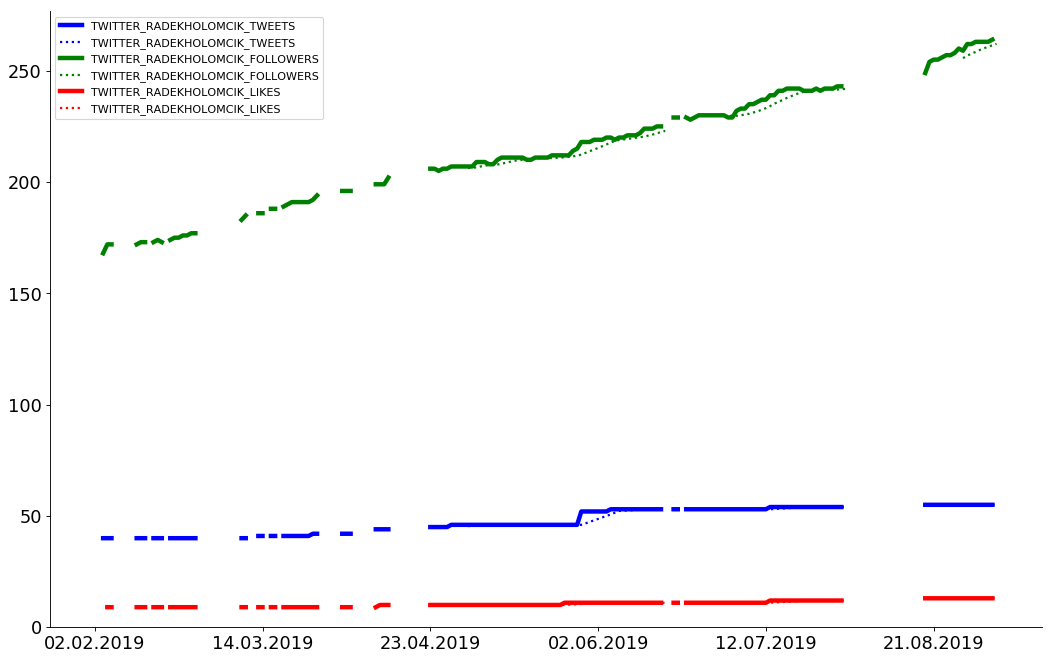 TWITTER_RADEKHOLOMCIK_TWEETS
TWITTER_RADEKHOLOMCIK_TWEETS
TWITTER_RADEKHOLOMCIK_FOLLOWERS
TWITTER_RADEKHOLOMCIK_FOLLOWERS
TWITTER_RADEKHOLOMCIK_LIKES
TWITTER_RADEKHOLOMCIK_LIKES
250
200
150
100
50
0
02.02.2019 14.03.2019 23.04.2019 02.06.2019 12.07.2019 21.08.2019